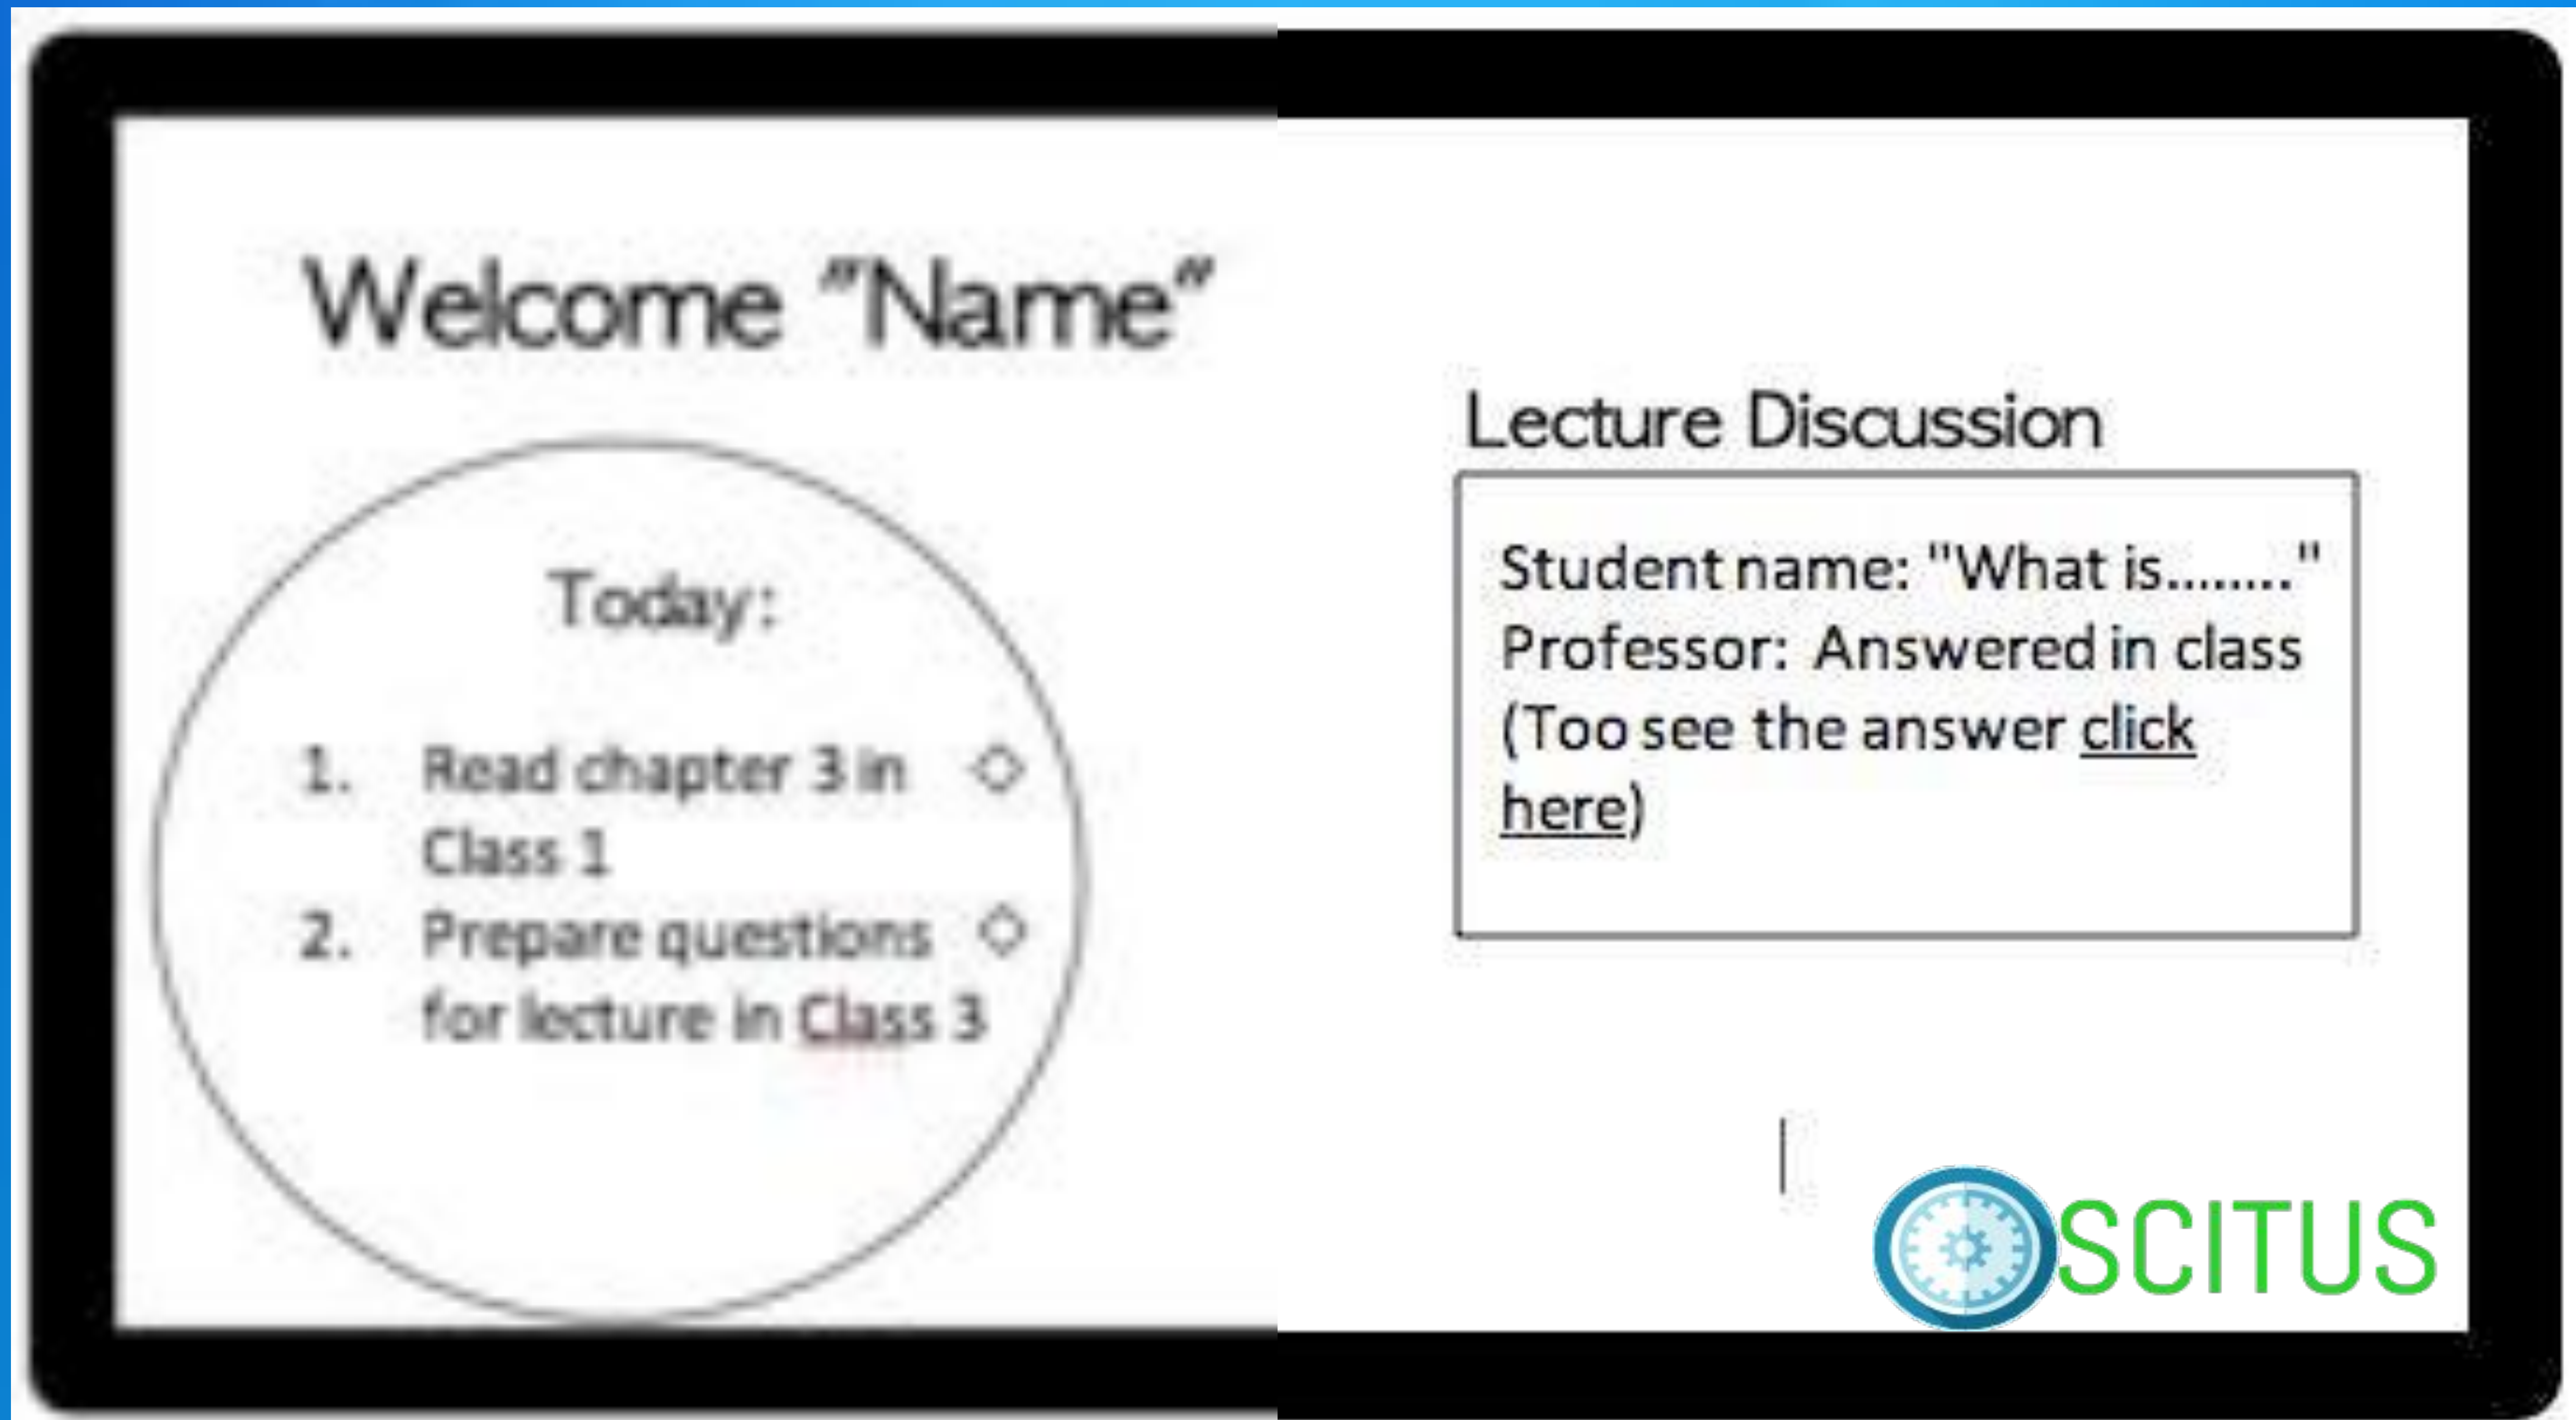 Welcome "Name"
Today:
1. Read chapter 3 in
Class 1
2. Prepare questions
for lecture in Class 3
Lecture Discussion
Student name: "What is........"
Professor: Answered in class
(Too see the answer click
here)
SCITUS